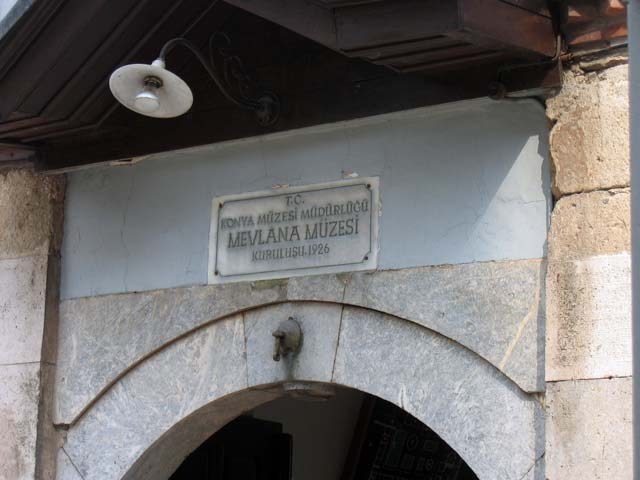 T.C.
KONYA MÜZESİ MÜDÜRLÜĞÜ
MEVLANA MÜZESİ
KURULUŞU.1926